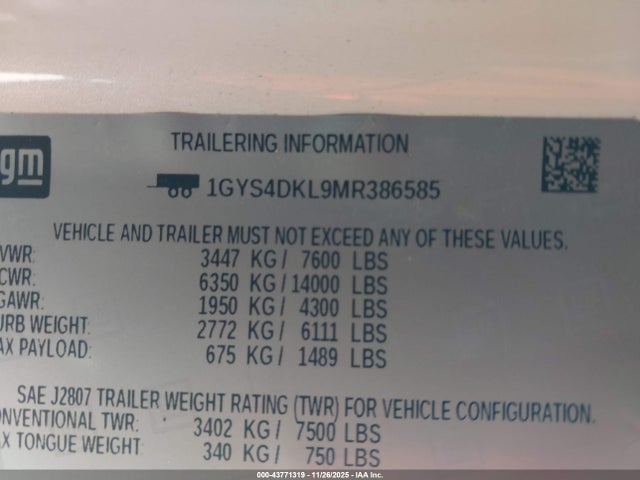 TRAILERING INFORMATION
gm
1GYS4DKL9MR386585
VEHICLE AND TRAILER MUST NOT EXCEED ANY OF THESE VALUES.
VWR: 3447 KG/ 7600 LBS
CWR: 6350 KG/14000 LBS
GAWR: 1950 KG/ 4300 LBS
URB WEIGHT: 2772 KG/ 6111 LBS
AX PAYLOAD: 675 KG/ 1489 LBS
SAE J2807 TRAILER WEIGHT RATING (TWR) FOR VEHICLE CONFIGURATION.
ONVENTIONAL TWR: 3402 KG/ 7500 LBS
AX TONGUE WEIGHT: 340 KG/ 750 LBS
000-43771319 | 11/26/2025 - IAABUYER